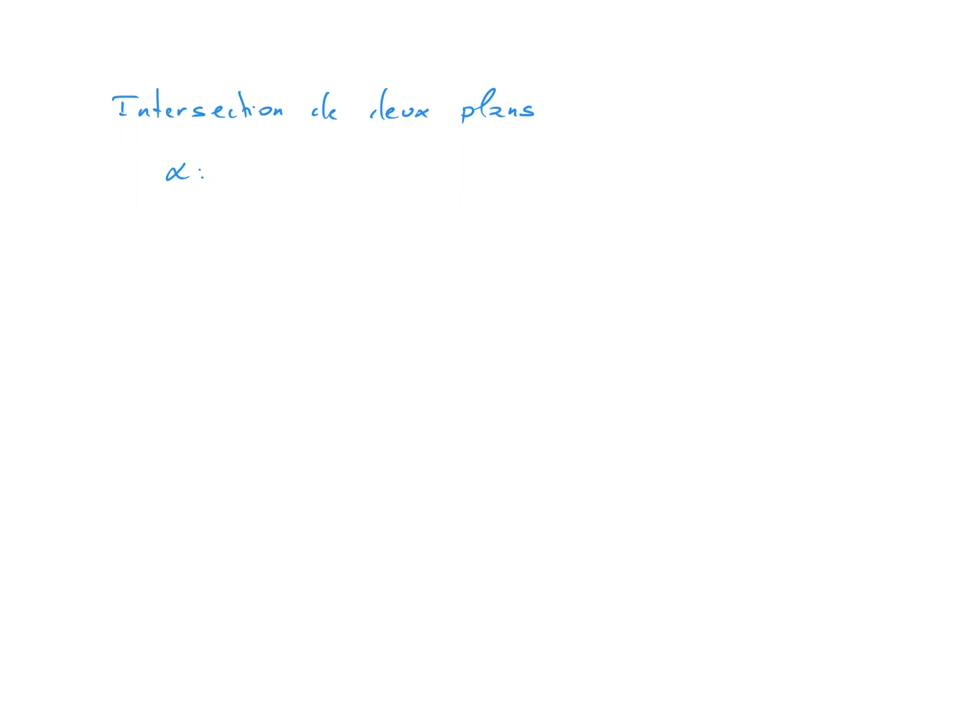 Intersection de deux plans
α :